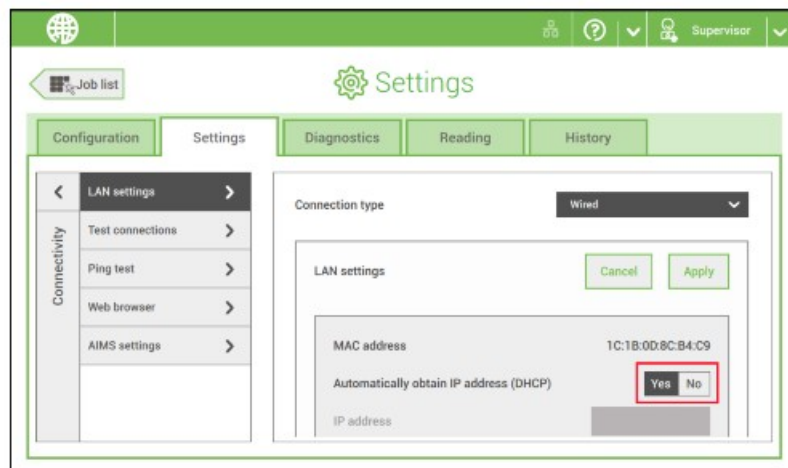 Supervisor
Job list
Settings
Configuration
Settings
Diagnostics
Reading
History
Connectivity
LAN settings
Test connections
Ping test
Web browser
AIMS settings
Connection type
Wired
LAN settings
Cancel
Apply
MAC address
1C:1B:0D:8C:B4:C9
Automatically obtain IP address (DHCP)
Yes
No
IP address